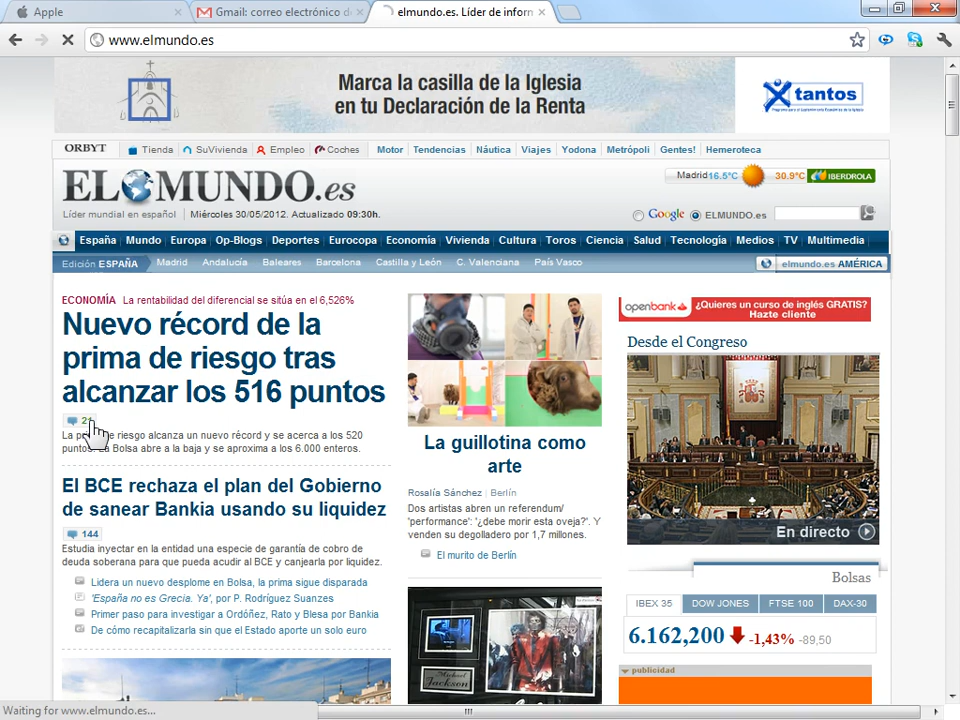 Apple
Gmail: correo electrónico d
elmundo.es. Líder de inform
www.elmundo.es
Marca la casilla de la Iglesia
en tu Declaración de la Renta
Xtantos
ORBYT
Tienda
SuVivienda
Empleo
Coches
Motor
Tendencias
Náutica
Viajes
Yodona
Metrópoli
Gentes!
Hemeroteca
ELMUNDO.es
Madrid 16.5°C 30.9°C IBERDROLA
Líder mundial en español | Miércoles 30/05/2012. Actualizado 09:30h.
Google ELMUNDO.es
España Mundo Europa Op-Blogs Deportes Eurocopa Economía Vivienda Cultura Toros Ciencia Salud Tecnología Medios TV Multimedia
Edición ESPAÑA Madrid Andalucía Baleares Barcelona Castilla y León C. Valenciana País Vasco
elmundo.es AMÉRICA
ECONOMÍA La rentabilidad del diferencial se sitúa en el 6,526%
Nuevo récord de la
prima de riesgo tras
alcanzar los 516 puntos
La de riesgo alcanza un nuevo récord y se acerca a los 520
puntos. La Bolsa abre a la baja y se aproxima a los 6.000 enteros.
El BCE rechaza el plan del Gobierno
de sanear Bankia usando su liquidez
144
Estudia inyectar en la entidad una especie de garantía de cobro de
deuda soberana para que pueda acudir al BCE y canjearla por liquidez.
Lidera un nuevo desplome en Bolsa, la prima sigue disparada
'España no es Grecia. Ya', por P. Rodríguez Suanzes
Primer paso para investigar a Ordóñez, Rato y Blesa por Bankia
De cómo recapitalizarla sin que el Estado aporte un solo euro
La guillotina como
arte
Rosalía Sánchez | Berlín
Dos artistas abren un referendum/
'performance': '¿debe morir esta oveja?'. Y
venden su degolladero por 1,7 millones.
El murito de Berlín
Michael
Jackson
openbank ¿Quieres un curso de inglés GRATIS?
Hazte cliente
Desde el Congreso
En directo
Bolsas
IBEX 35 DOW JONES FTSE 100 DAX-30
6.162,200 -1,43% -89,50
publicidad
Waiting for www.elmundo.es...